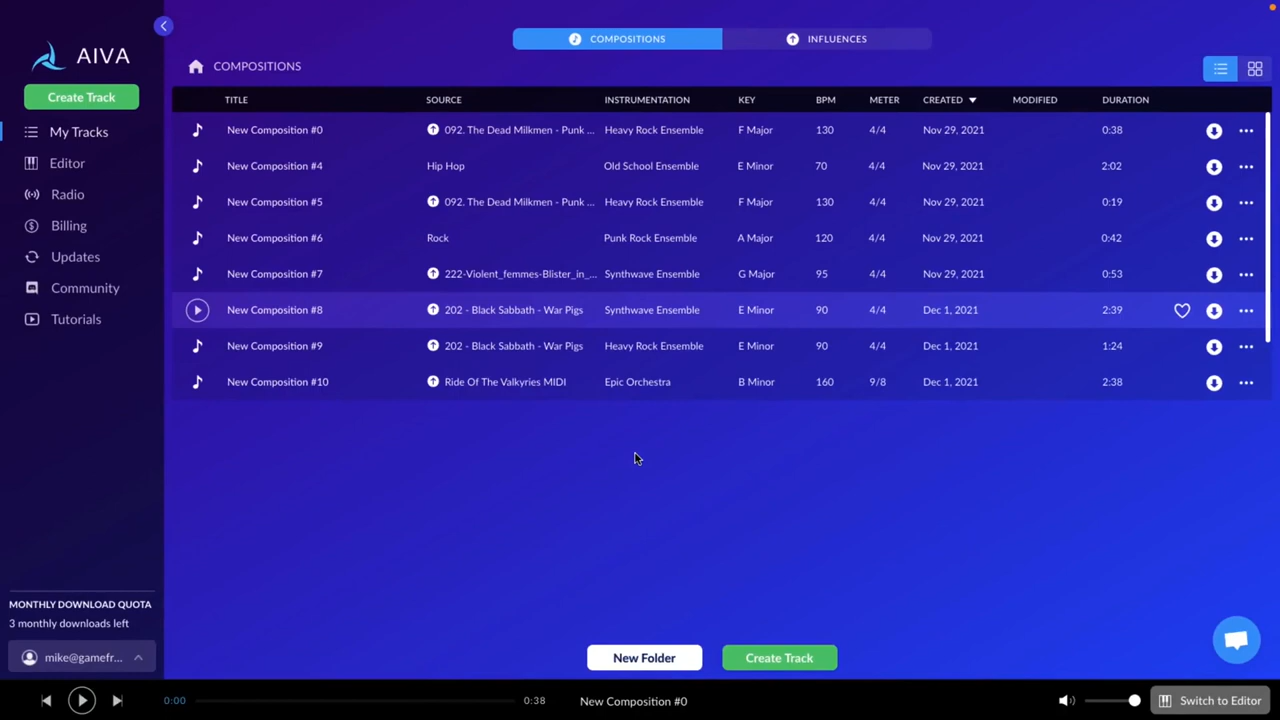 AIVA
Create Track
My Tracks
Editor
Radio
Billing
Updates
Community
Tutorials
MONTHLY DOWNLOAD QUOTA
3 monthly downloads left
mike@gamefr...
COMPOSITIONS
INFLUENCES
COMPOSITIONS
TITLE SOURCE INSTRUMENTATION KEY BPM METER CREATED MODIFIED DURATION
New Composition #0 092. The Dead Milkmen - Punk ... Heavy Rock Ensemble F Major 130 4/4 Nov 29, 2021 0:38
New Composition #4 Hip Hop Old School Ensemble E Minor 70 4/4 Nov 29, 2021 2:02
New Composition #5 092. The Dead Milkmen - Punk ... Heavy Rock Ensemble F Major 130 4/4 Nov 29, 2021 0:19
New Composition #6 Rock Punk Rock Ensemble A Major 120 4/4 Nov 29, 2021 0:42
New Composition #7 222-Violent_femmes-Blister_in_... Synthwave Ensemble G Major 95 4/4 Nov 29, 2021 0:53
New Composition #8 202 - Black Sabbath - War Pigs Synthwave Ensemble E Minor 90 4/4 Dec 1, 2021 2:39
New Composition #9 202 - Black Sabbath - War Pigs Heavy Rock Ensemble E Minor 90 4/4 Dec 1, 2021 1:24
New Composition #10 Ride Of The Valkyries MIDI Epic Orchestra B Minor 160 9/8 Dec 1, 2021 2:38
New Folder
Create Track
0:00 0:38 New Composition #0 Switch to Editor